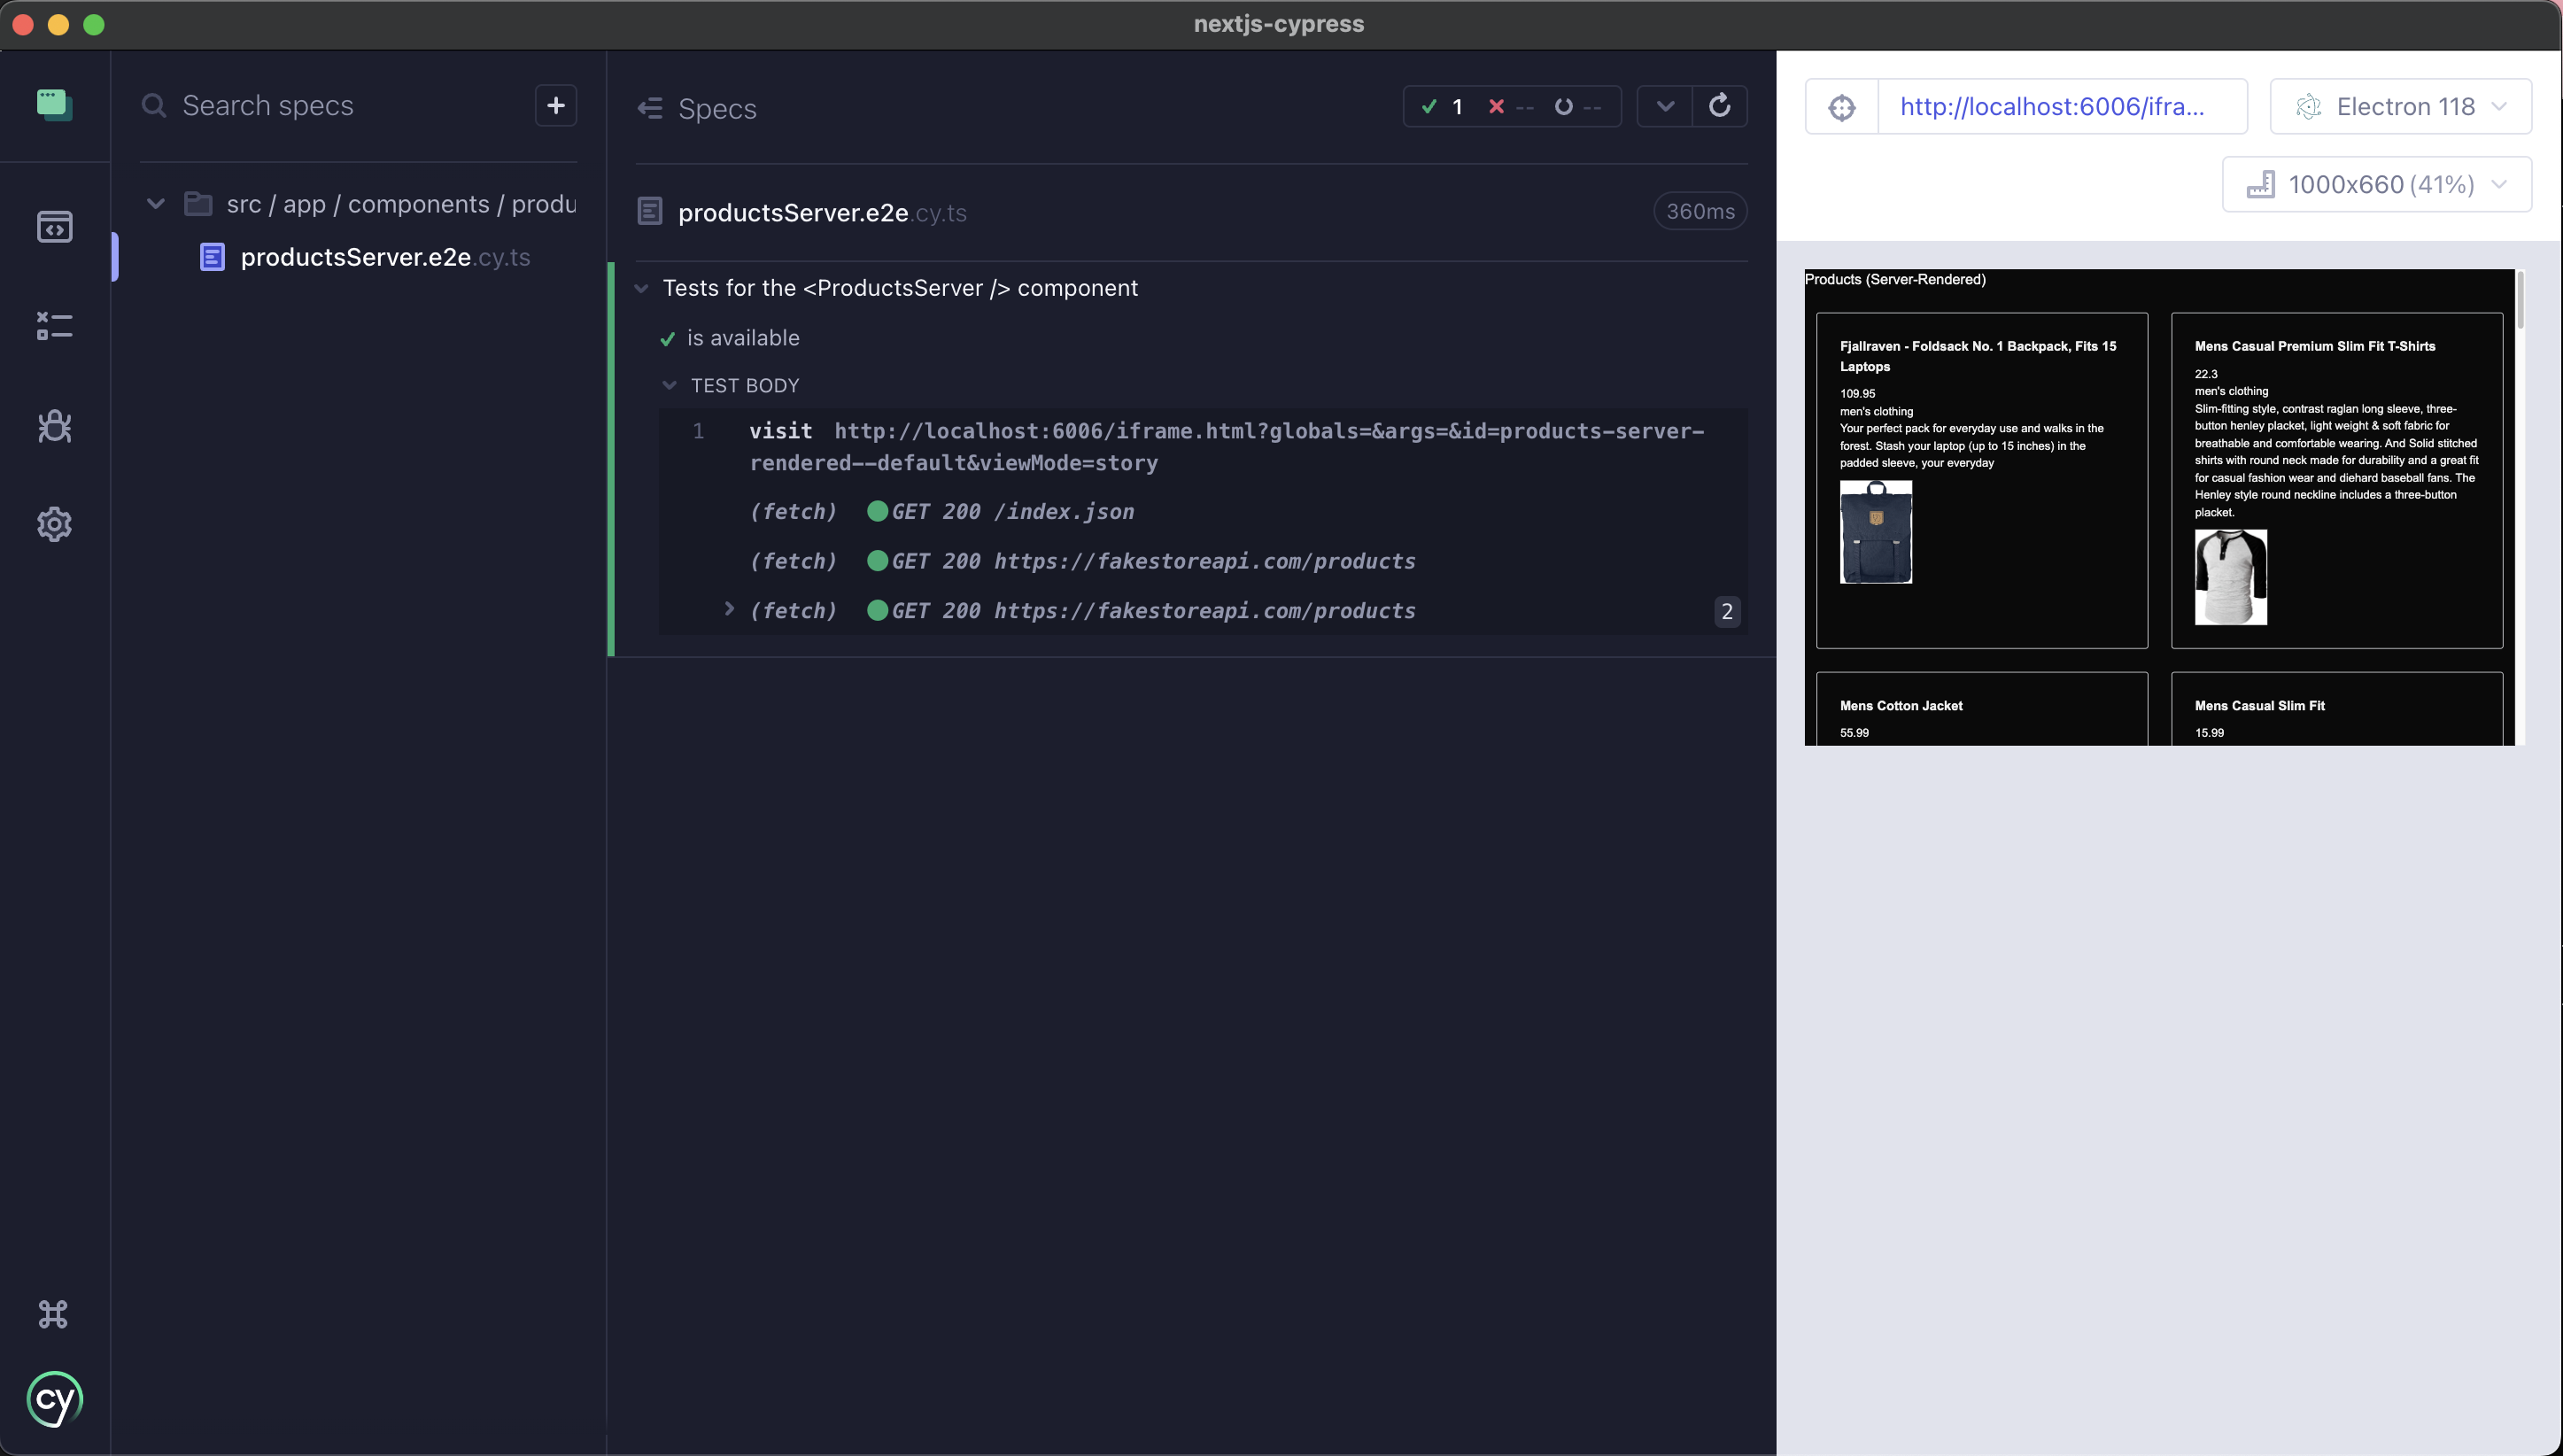 nextjs-cypress
Search specs
+
src / app / components / produ
productsServer.e2e.cy.ts
cy
Specs
1 -- --
productsServer.e2e.cy.ts
360ms
Tests for the <ProductsServer /> component
is available
TEST BODY
1 visit http://localhost:6006/iframe.html?globals=&args=&id=products-server-
rendered--default&viewMode=story
(fetch) GET 200 /index.json
(fetch) GET 200 https://fakestoreapi.com/products
(fetch) GET 200 https://fakestoreapi.com/products 2
http://localhost:6006/ifra...
Electron 118
1000x660 (41%)
Products (Server-Rendered)
Fjallraven - Foldsack No. 1 Backpack, Fits 15
Laptops
109.95
men's clothing
Your perfect pack for everyday use and walks in the
forest. Stash your laptop (up to 15 inches) in the
padded sleeve, your everyday
Mens Casual Premium Slim Fit T-Shirts
22.3
men's clothing
Slim-fitting style, contrast raglan long sleeve, three-
button henley placket, light weight & soft fabric for
breathable and comfortable wearing. And Solid stitched
shirts with round neck made for durability and a great fit
for casual fashion wear and diehard baseball fans. The
Henley style round neckline includes a three-button
placket.
Mens Cotton Jacket
55.99
Mens Casual Slim Fit
15.99